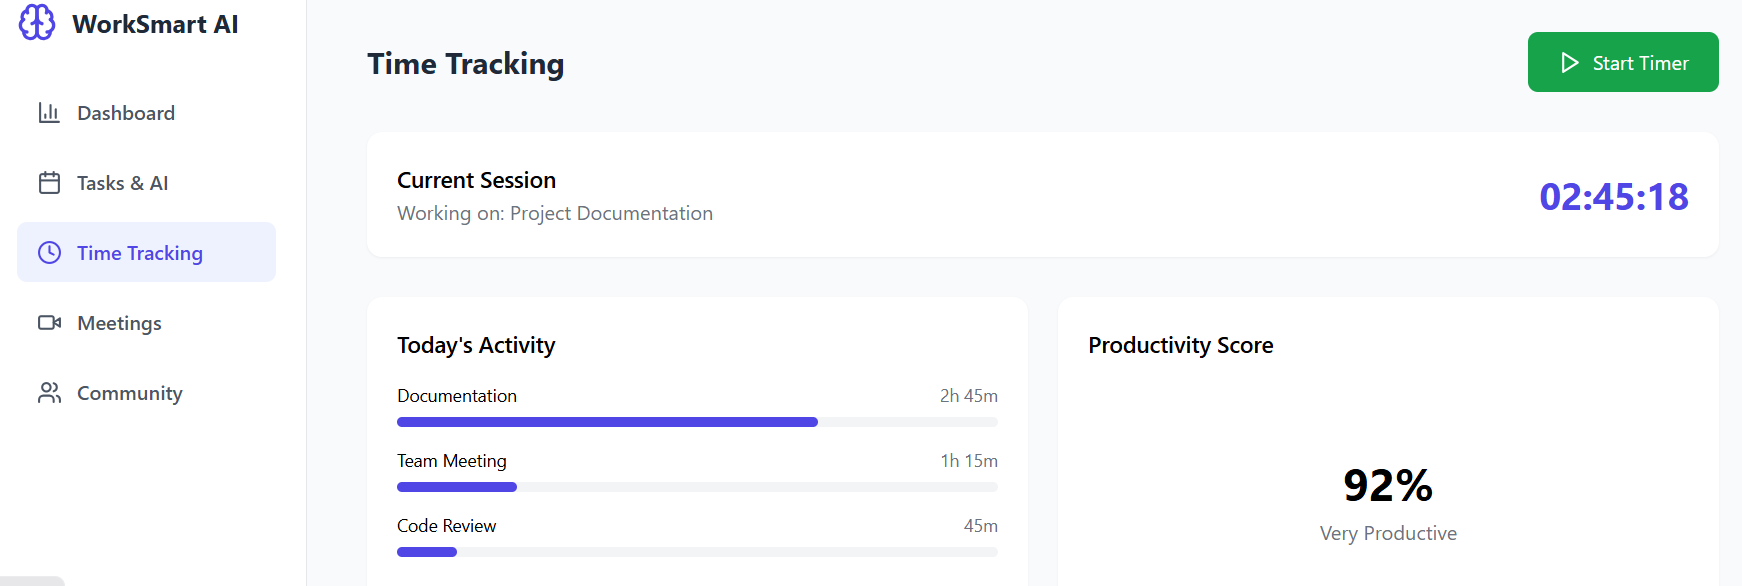 WorkSmart AI
Dashboard
Tasks & AI
Time Tracking
Meetings
Community
Time Tracking
Start Timer
Current Session
Working on: Project Documentation
02:45:18
Today's Activity
Documentation 2h 45m
Team Meeting 1h 15m
Code Review 45m
Productivity Score
92%
Very Productive